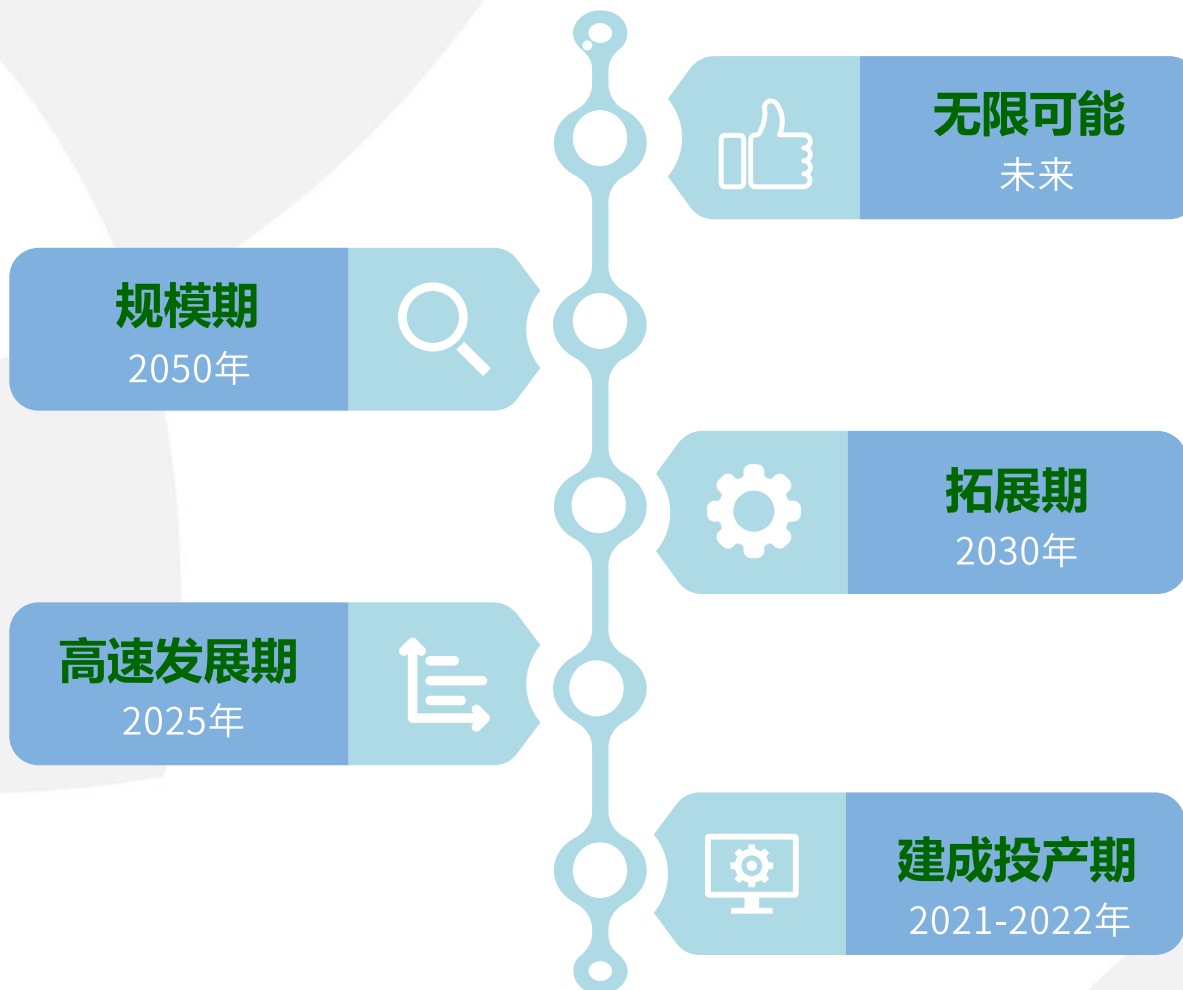 无限可能
未来
规模期
2050年
拓展期
2030年
高速发展期
2025年
建成投产期
2021-2022年